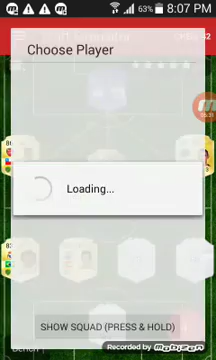 63% 8:07 PM
Choose Player
Loading...
SHOW SQUAD (PRESS & HOLD)
Recorded by Mobizen